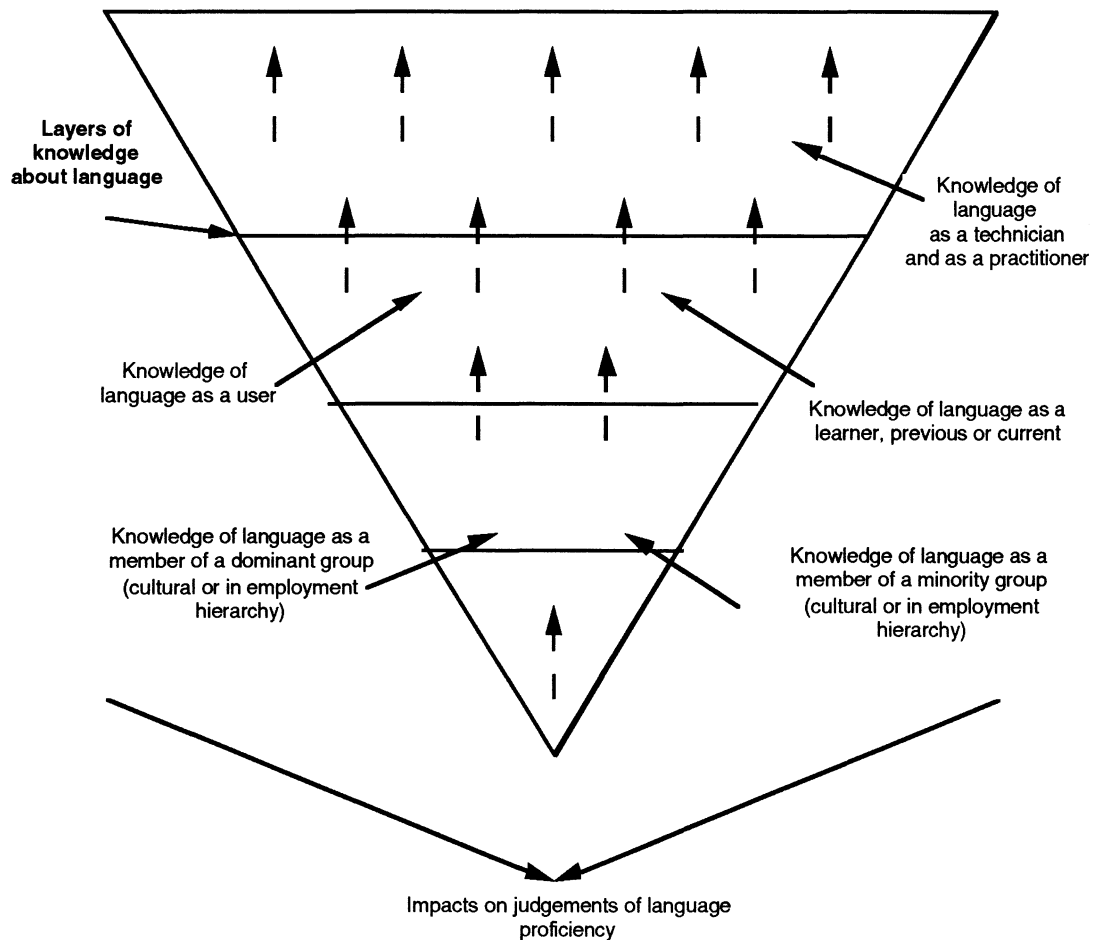 Layers of
knowledge
about language
Knowledge of
language
as a technician
and as a practitioner
Knowledge of
language as a user
Knowledge of language as a
learner, previous or current
Knowledge of language as a
member of a dominant group
(cultural or in employment
hierarchy)
Knowledge of language as a
member of a minority group
(cultural or in employment
hierarchy)
Impacts on judgements of language
proficiency